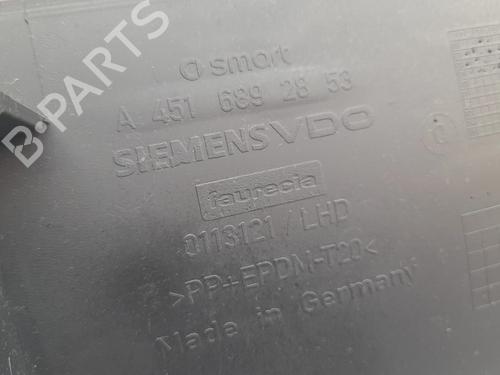 smart
A 451 689 28 53
SIEMENSVDO
faurecia
0113121 / LHD
>PP+EPDM-T20<
Made in Germany
B-PARTS